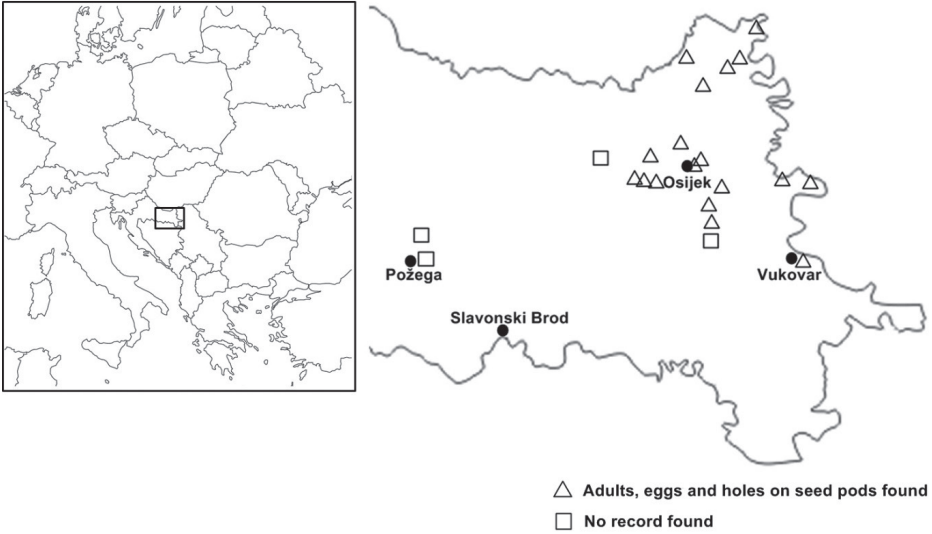 Osijek
Požega
Vukovar
Slavonski Brod
Adults, eggs and holes on seed pods found
No record found